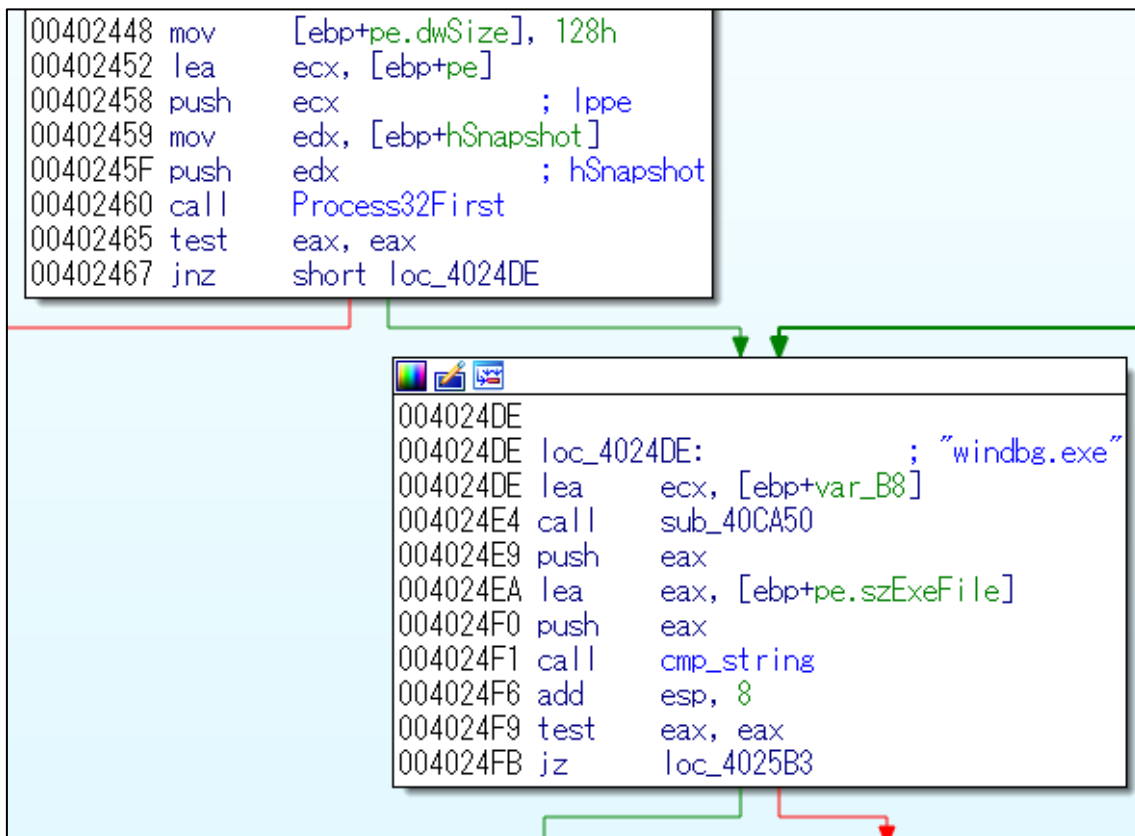 00402448 mov [ebp+pe.dwSize], 128h
00402452 lea ecx, [ebp+pe]
00402458 push ecx ; lppe
00402459 mov edx, [ebp+hSnapshot]
0040245F push edx ; hSnapshot
00402460 call Process32First
00402465 test eax, eax
00402467 jnz short loc_4024DE
004024DE
004024DE loc_4024DE: ; "windbg.exe"
004024DE lea ecx, [ebp+var_B8]
004024E4 call sub_40CA50
004024E9 push eax
004024EA lea eax, [ebp+pe.szExeFile]
004024F0 push eax
004024F1 call cmp_string
004024F6 add esp, 8
004024F9 test eax, eax
004024FB jz loc_4025B3